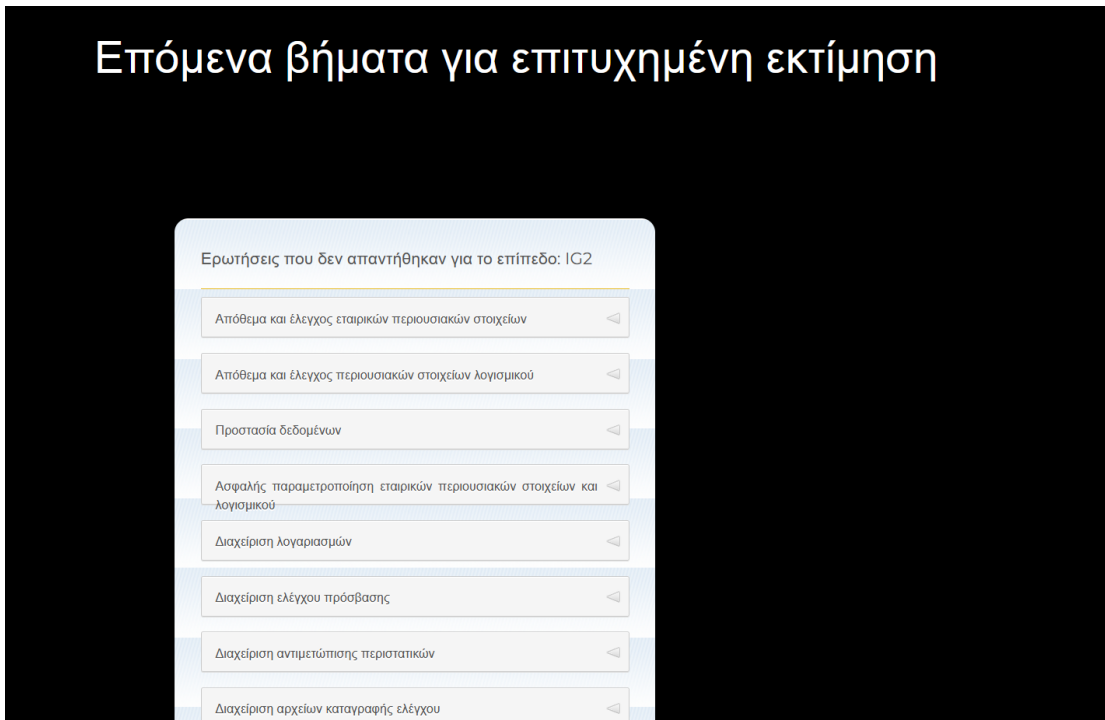 Επόμενα βήματα για επιτυχημένη εκτίμηση
Ερωτήσεις που δεν απαντήθηκαν για το επίπεδο: IG2
Απόθεμα και έλεγχος εταιρικών περιουσιακών στοιχείων
Απόθεμα και έλεγχος περιουσιακών στοιχείων λογισμικού
Προστασία δεδομένων
Ασφαλής παραμετροποίηση εταιρικών περιουσιακών στοιχείων και
λογισμικού
Διαχείριση λογαριασμών
Διαχείριση ελέγχου πρόσβασης
Διαχείριση αντιμετώπισης περιστατικών
Διαχείριση αρχείων καταγραφής ελέγχου